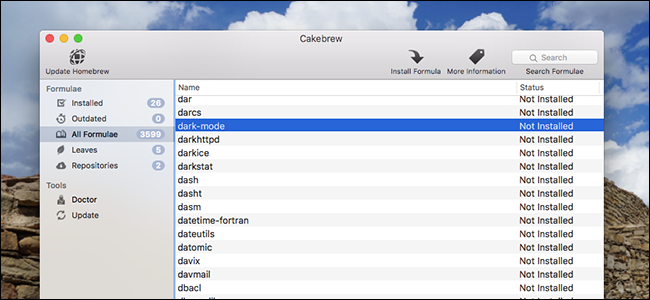 Cakebrew
Update Homebrew
Install Formula
More Information
Search
Search Formulae
Formulae
Installed 26
Outdated 0
All Formulae 3599
Leaves 5
Repositories 2
Tools
Doctor
Update
Name Status
dar Not Installed
darcs Not Installed
dark-mode Not Installed
darkhttpd Not Installed
darkice Not Installed
darkstat Not Installed
dash Not Installed
dasht Not Installed
dasm Not Installed
datetime-fortran Not Installed
dateutils Not Installed
datomic Not Installed
davix Not Installed
davmail Not Installed
dbacl Not Installed